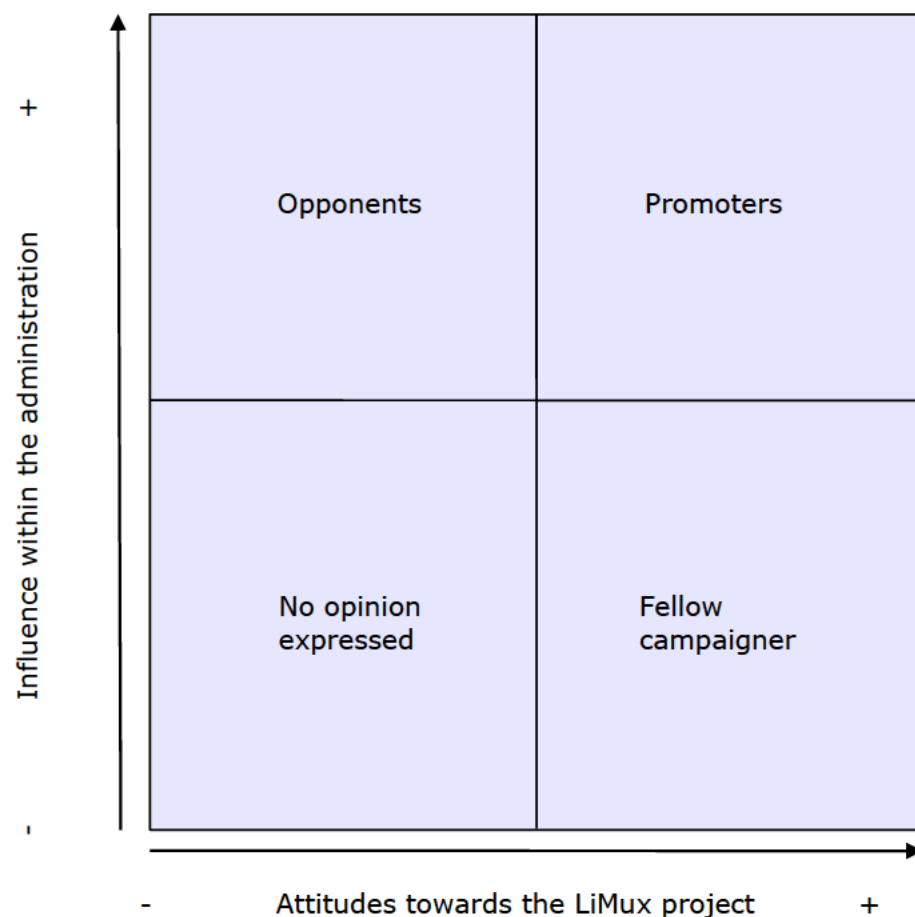 +
Influence within the administration
-
Opponents
Promoters
No opinion
expressed
Fellow
campaigner
-
Attitudes towards the LiMux project
+